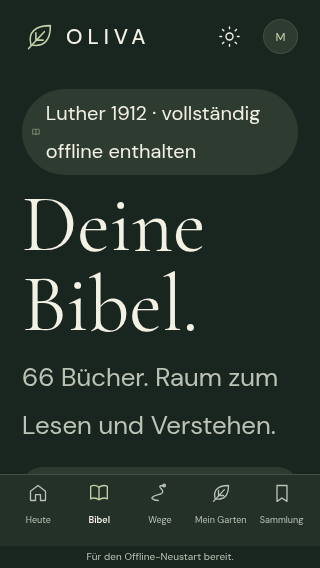 OLIVA
M
Luther 1912 · vollständig
offline enthalten
Deine
Bibel.
66 Bücher. Raum zum
Lesen und Verstehen.
Heute
Bibel
Wege
Mein Garten
Sammlung
Für den Offline-Neustart bereit.